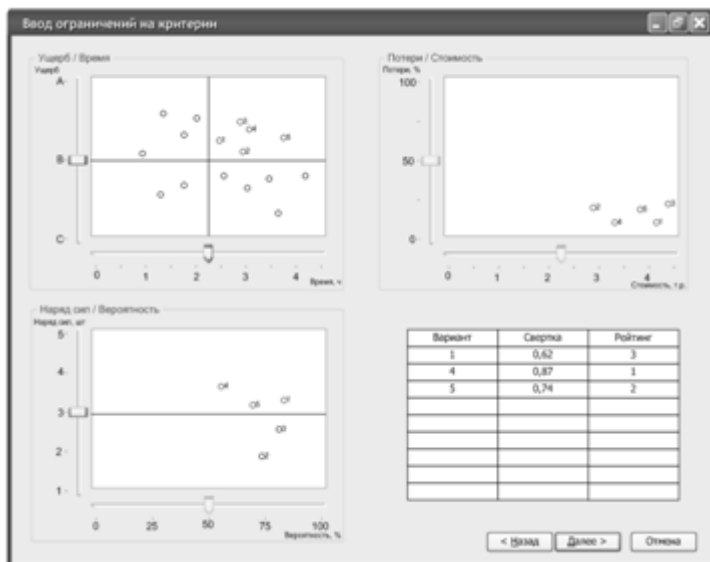 Ввод ограничений на критерии
Ущерб / Время
Ущерб
A
B
C
0 1 2 3 4
Время, ч
Потери / Стоимость
Потери, %
100
50
0
0 1 2 3 4
Стоимость, т.р.
Наряд сил / Вероятность
Наряд сил, шт
5
4
3
2
1
0 25 50 75 100
Вероятность, %
Вариант Свертка Рейтинг
1 0,62 3
4 0,87 1
5 0,74 2
< Назад Далее > Отмена